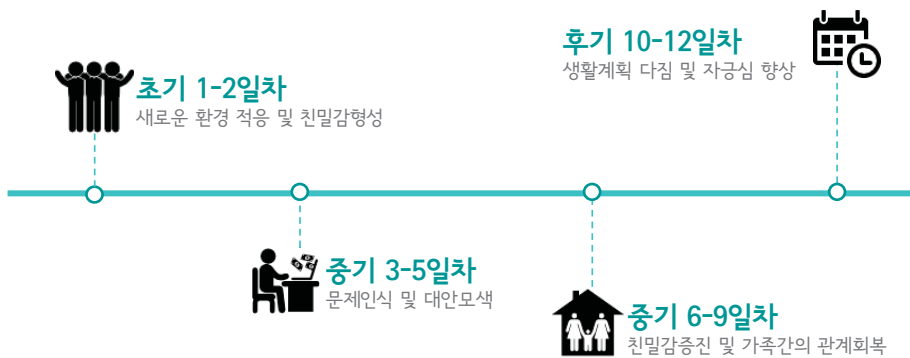 초기 1-2일차
새로운 환경 적응 및 친밀감형성
중기 3-5일차
문제인식 및 대안모색
중기 6-9일차
친밀감증진 및 가족간의 관계회복
후기 10-12일차
생활계획 다짐 및 자긍심 향상